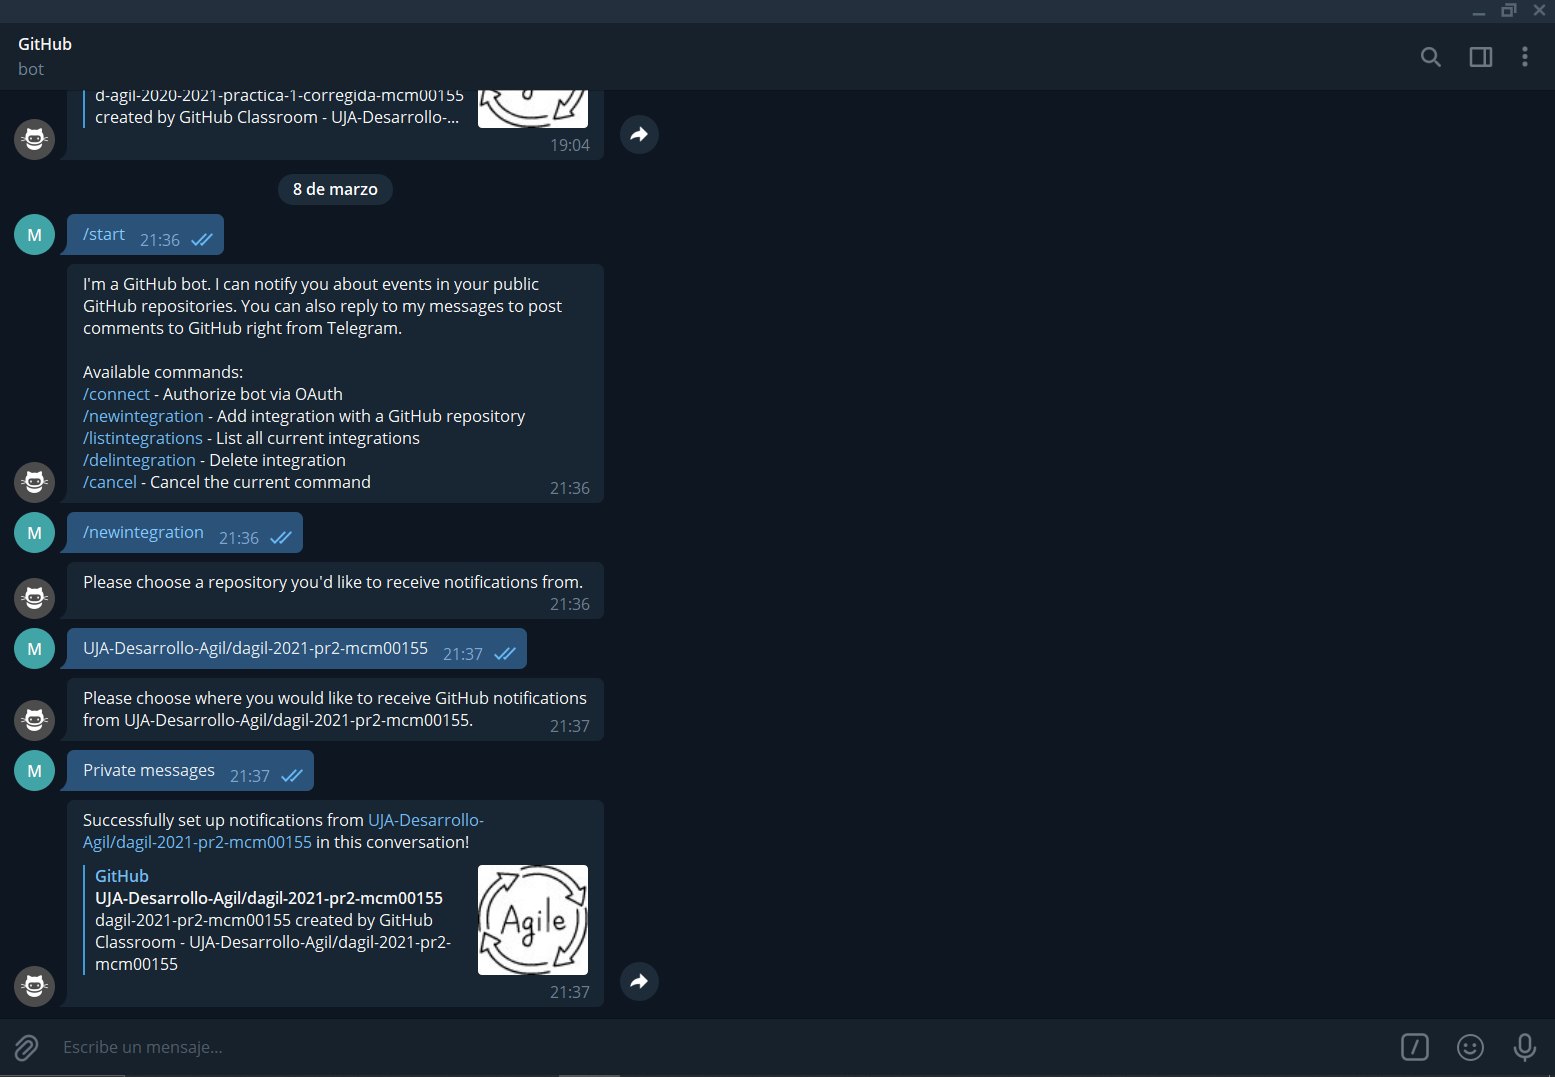 GitHub
bot
d-agil-2020-2021-practica-1-corregida-mcm00155
created by GitHub Classroom - UJA-Desarrollo-...
19:04
8 de marzo
M
/start 21:36
I'm a GitHub bot. I can notify you about events in your public
GitHub repositories. You can also reply to my messages to post
comments to GitHub right from Telegram.
Available commands:
/connect - Authorize bot via OAuth
/newintegration - Add integration with a GitHub repository
/listintegrations - List all current integrations
/delintegration - Delete integration
/cancel - Cancel the current command
21:36
M
/newintegration 21:36
Please choose a repository you'd like to receive notifications from.
21:36
M
UJA-Desarrollo-Agil/dagil-2021-pr2-mcm00155 21:37
Please choose where you would like to receive GitHub notifications
from UJA-Desarrollo-Agil/dagil-2021-pr2-mcm00155.
21:37
M
Private messages 21:37
Successfully set up notifications from UJA-Desarrollo-
Agil/dagil-2021-pr2-mcm00155 in this conversation!
GitHub
UJA-Desarrollo-Agil/dagil-2021-pr2-mcm00155
dagil-2021-pr2-mcm00155 created by GitHub
Classroom - UJA-Desarrollo-Agil/dagil-2021-pr2-
mcm00155
Agile
21:37
Escribe un mensaje...